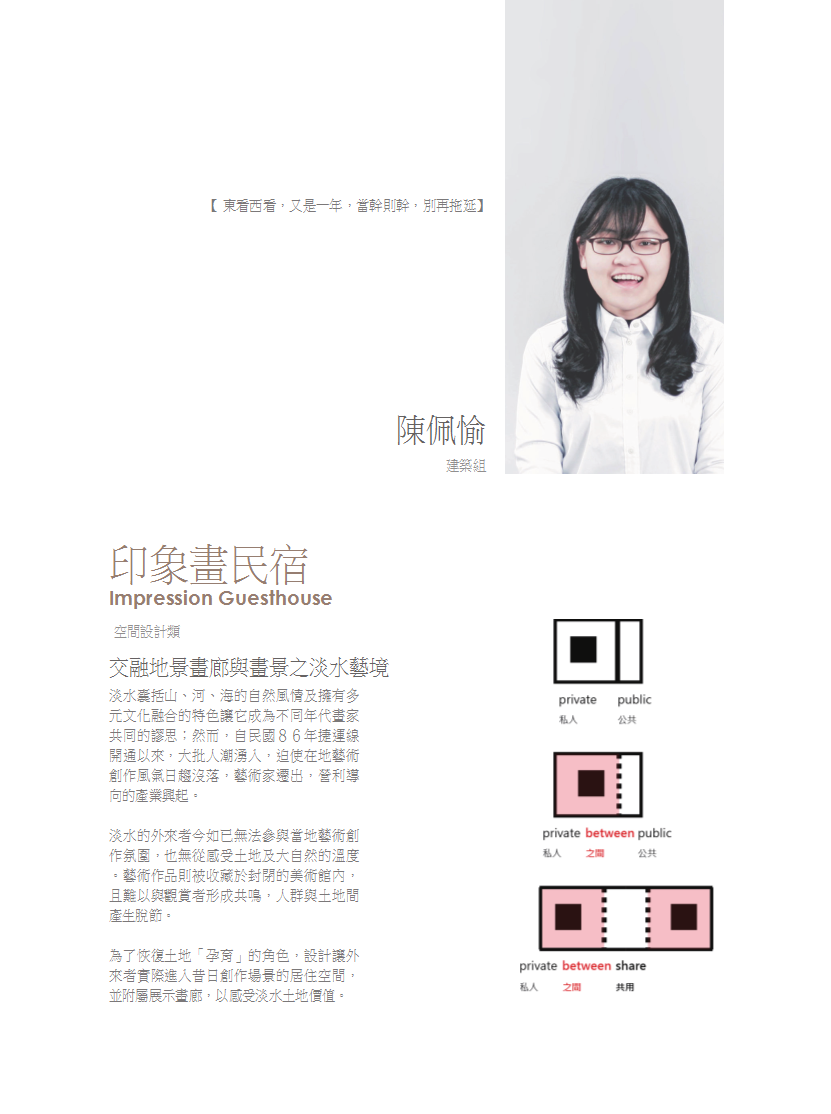 【 東看西看，又是一年，當幹則幹，別再拖延】
陳佩愉
建築組
印象畫民宿
Impression Guesthouse
空間設計類
交融地景畫廊與畫景之淡水藝境
淡水囊括山、河、海的自然風情及擁有多
元文化融合的特色讓它成為不同年代畫家
共同的謬思；然而，自民國８６年捷運線
開通以來，大批人潮湧入，迫使在地藝術
創作風氣日趨沒落，藝術家遷出，營利導
向的產業興起。
淡水的外來者今如已無法參與當地藝術創
作氛圍，也無從感受土地及大自然的溫度
。藝術作品則被收藏於封閉的美術館內，
且難以與觀賞者形成共鳴，人群與土地間
產生脫節。
為了恢復土地「孕育」的角色，設計讓外
來者實際進入昔日創作場景的居住空間，
並附屬展示畫廊，以感受淡水土地價值。
private public
私人 公共
private between public
私人 之間 公共
private between share
私人 之間 共用